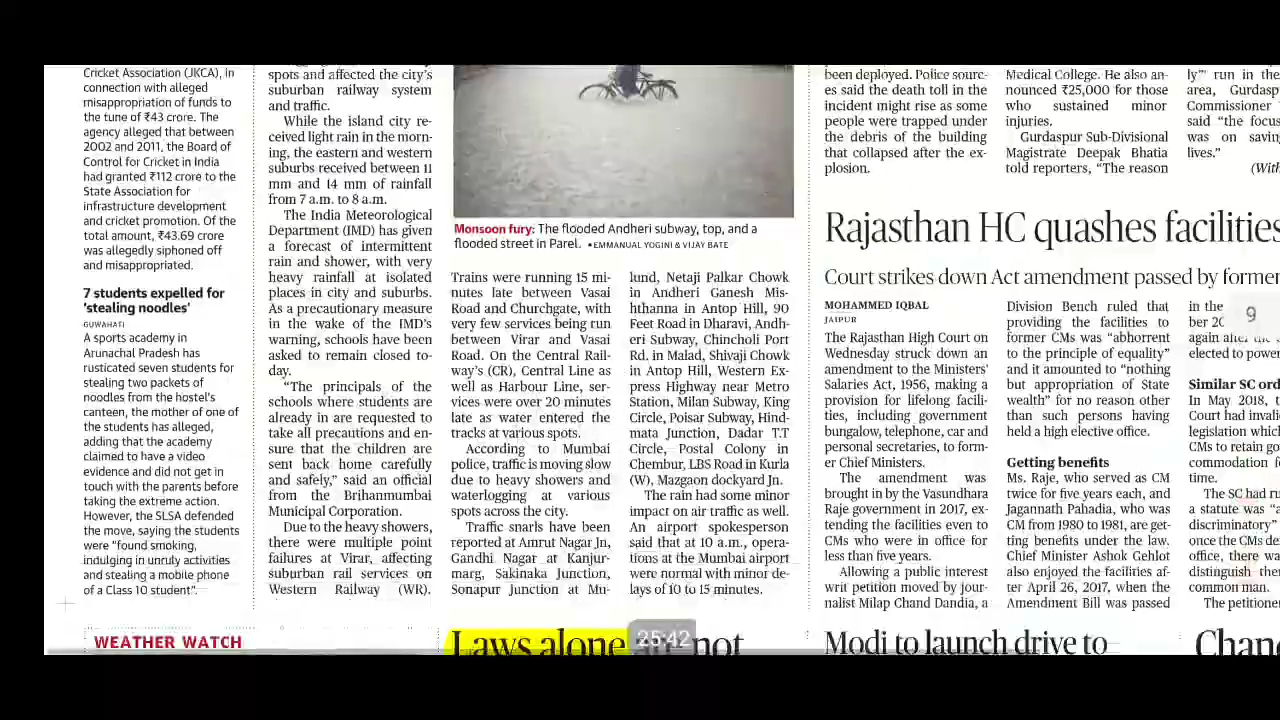 Cricket Association (JKCA), in
connection with alleged
misappropriation of funds to
the tune of ₹43 crore. The
agency alleged that between
2002 and 2011, the Board of
Control for Cricket in India
had granted ₹112 crore to the
State Association for
infrastructure development
and cricket promotion. Of the
total amount, ₹43.69 crore
was allegedly siphoned off
and misappropriated.
7 students expelled for
'stealing noodles'
GUWAHATI
A sports academy in
Arunachal Pradesh has
rusticated seven students for
stealing two packets of
noodles from the hostel's
canteen, the mother of one of
the students has alleged,
adding that the academy
claimed to have a video
evidence and did not get in
touch with the parents before
taking the extreme action.
However, the SLSA defended
the move, saying the students
were "found smoking,
indulging in unruly activities
and stealing a mobile phone
of a Class 10 student".
WEATHER WATCH
spots and affected the city's
suburban railway system
and traffic.
While the island city re-
ceived light rain in the morn-
ing, the eastern and western
suburbs received between 11
mm and 14 mm of rainfall
from 7 a.m. to 8 a.m.
The India Meteorological
Department (IMD) has given
a forecast of intermittent
rain and shower, with very
heavy rainfall at isolated
places in city and suburbs.
As a precautionary measure
in the wake of the IMD's
warning, schools have been
asked to remain closed to-
day.
"The principals of the
schools where students are
already in are requested to
take all precautions and en-
sure that the children are
sent back home carefully
and safely," said an official
from the Brihanmumbai
Municipal Corporation.
Due to the heavy showers,
there were multiple point
failures at Virar, affecting
suburban rail services on
Western Railway (WR).
Monsoon fury: The flooded Andheri subway, top, and a
flooded street in Parel. •EMMANUAL YOGINI & VIJAY BATE
Trains were running 15 mi-
nutes late between Vasai
Road and Churchgate, with
very few services being run
between Virar and Vasai
Road. On the Central Rail-
way's (CR), Central Line as
well as Harbour Line, ser-
vices were over 20 minutes
late as water entered the
tracks at various spots.
According to Mumbai
police, traffic is moving slow
due to heavy showers and
waterlogging at various
spots across the city.
Traffic snarls have been
reported at Amrut Nagar Jn,
Gandhi Nagar at Kanjur-
marg, Sakinaka Junction,
Sonapur Junction at Mu-
lund, Netaji Palkar Chowk
in Andheri Ganesh Mis-
hthanna in Antop Hill, 90
Feet Road in Dharavi, Andh-
eri Subway, Chincholi Port
Rd. in Malad, Shivaji Chowk
in Antop Hill, Western Ex-
press Highway near Metro
Station, Milan Subway, King
Circle, Poisar Subway, Hind-
mata Junction, Dadar T.T
Circle, Postal Colony in
Chembur, LBS Road in Kurla
(W), Mazgaon dockyard Jn.
The rain had some minor
impact on air traffic as well.
An airport spokesperson
said that at 10 a.m., opera-
tions at the Mumbai airport
were normal with minor de-
lays of 10 to 15 minutes.
Laws alone not
25:42
been deployed. Police sourc-
es said the death toll in the
incident might rise as some
people were trapped under
the debris of the building
that collapsed after the ex-
plosion.
Medical College. He also an-
nounced ₹25,000 for those
who sustained minor
injuries.
Gurdaspur Sub-Divisional
Magistrate Deepak Bhatia
told reporters, "The reason
ly" run in the
area, Gurdasp
Commissioner
said "the focus
was on savin
lives."
(With
Rajasthan HC quashes facilities
Court strikes down Act amendment passed by former
MOHAMMED IQBAL
JAIPUR
The Rajasthan High Court on
Wednesday struck down an
amendment to the Ministers'
Salaries Act, 1956, making a
provision for lifelong facili-
ties, including government
bungalow, telephone, car and
personal secretaries, to form-
er Chief Ministers.
The amendment was
brought in by the Vasundhara
Raje government in 2017, ex-
tending the facilities even to
CMs who were in office for
less than five years.
Allowing a public interest
writ petition moved by jour-
nalist Milap Chand Dandia, a
Division Bench ruled that
providing the facilities to
former CMs was "abhorrent
to the principle of equality"
and it amounted to "nothing
but appropriation of State
wealth" for no reason other
than such persons having
held a high elective office.
Getting benefits
Ms. Raje, who served as CM
twice for five years each, and
Jagannath Pahadia, who was
CM from 1980 to 1981, are get-
ting benefits under the law.
Chief Minister Ashok Gehlot
also enjoyed the facilities af-
ter April 26, 2017, when the
Amendment Bill was passed
in the
ber 20
again after
elected to power
9
Similar SC ord
In May 2018, t
Court had invali
legislation which
CMs to retain go
commodation f
time.
The SC had ru
a statute was "a
discriminatory"
once the CMs de
office, there wa
distinguish then
common man.
The petitione
Modi to launch drive to
Chan